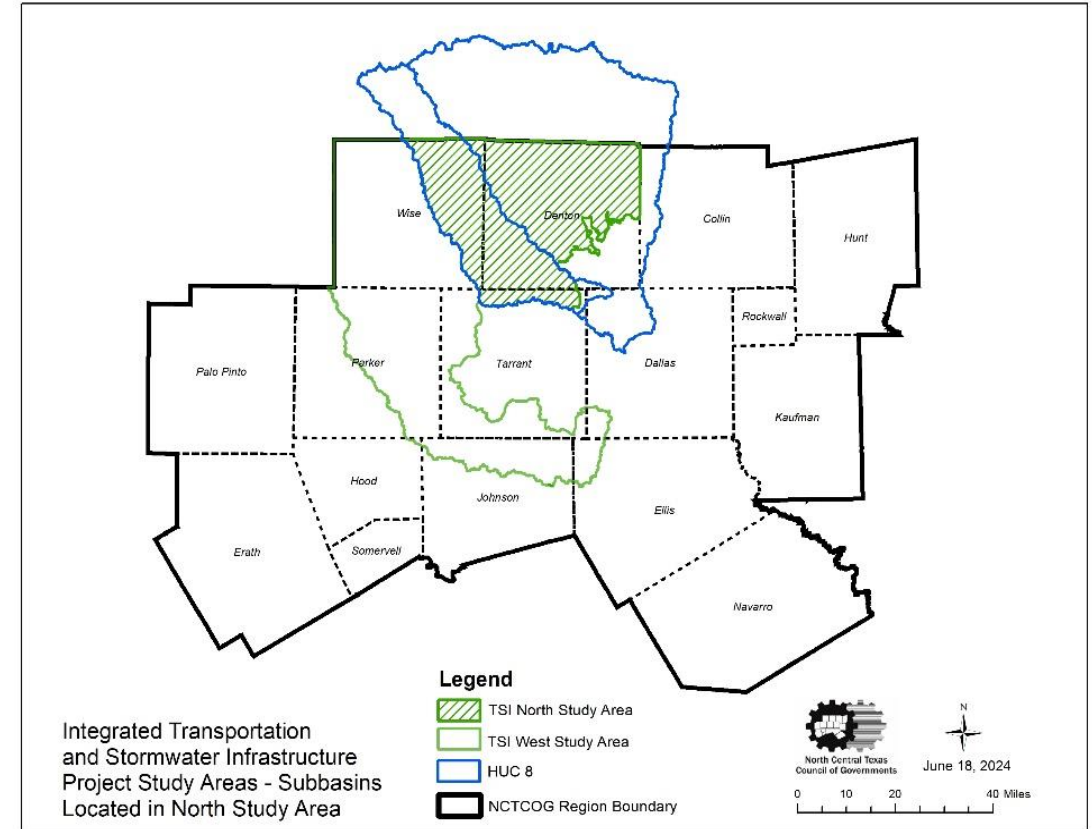 Wise
Denton
Collin
Hunt
Rockwall
Palo Pinto
Parker
Tarrant
Dallas
Kaufman
Hood
Johnson
Ellis
Erath
Somervell
Navarro
Legend
TSI North Study Area
TSI West Study Area
HUC 8
NCTCOG Region Boundary
Integrated Transportation
and Stormwater Infrastructure
Project Study Areas - Subbasins
Located in North Study Area
North Central Texas
Council of Governments
N
June 18, 2024
0 10 20 40 Miles